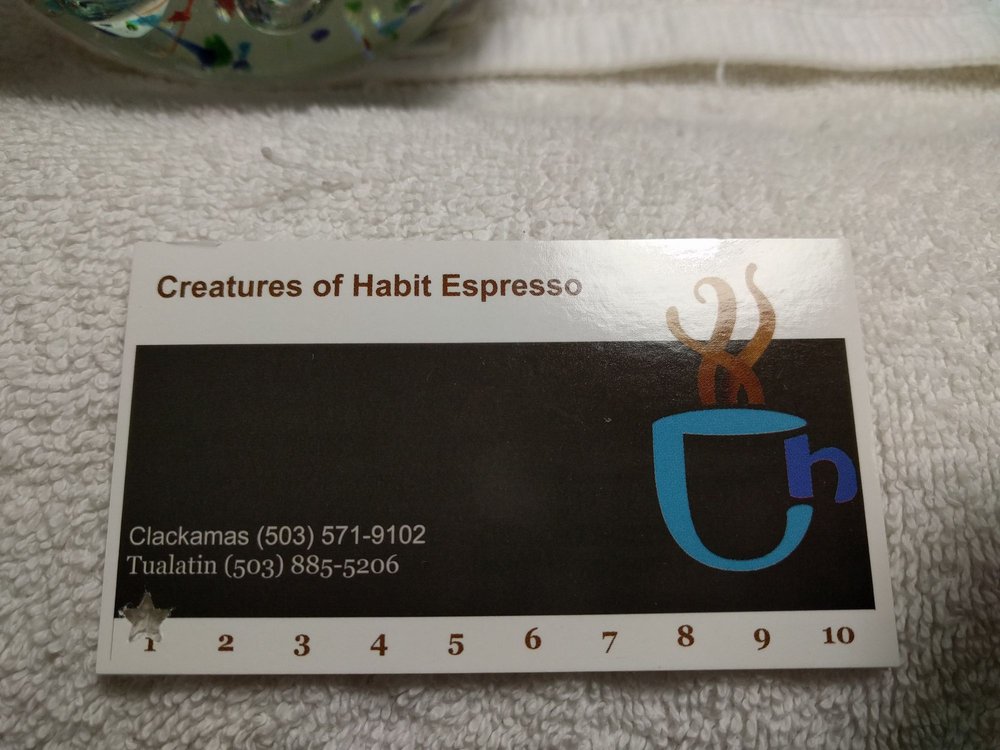 Creatures of Habit Espresso
h
Clackamas (503) 571-9102
Tualatin (503) 885-5206
1 2 3 4 5 6 7 8 9 10